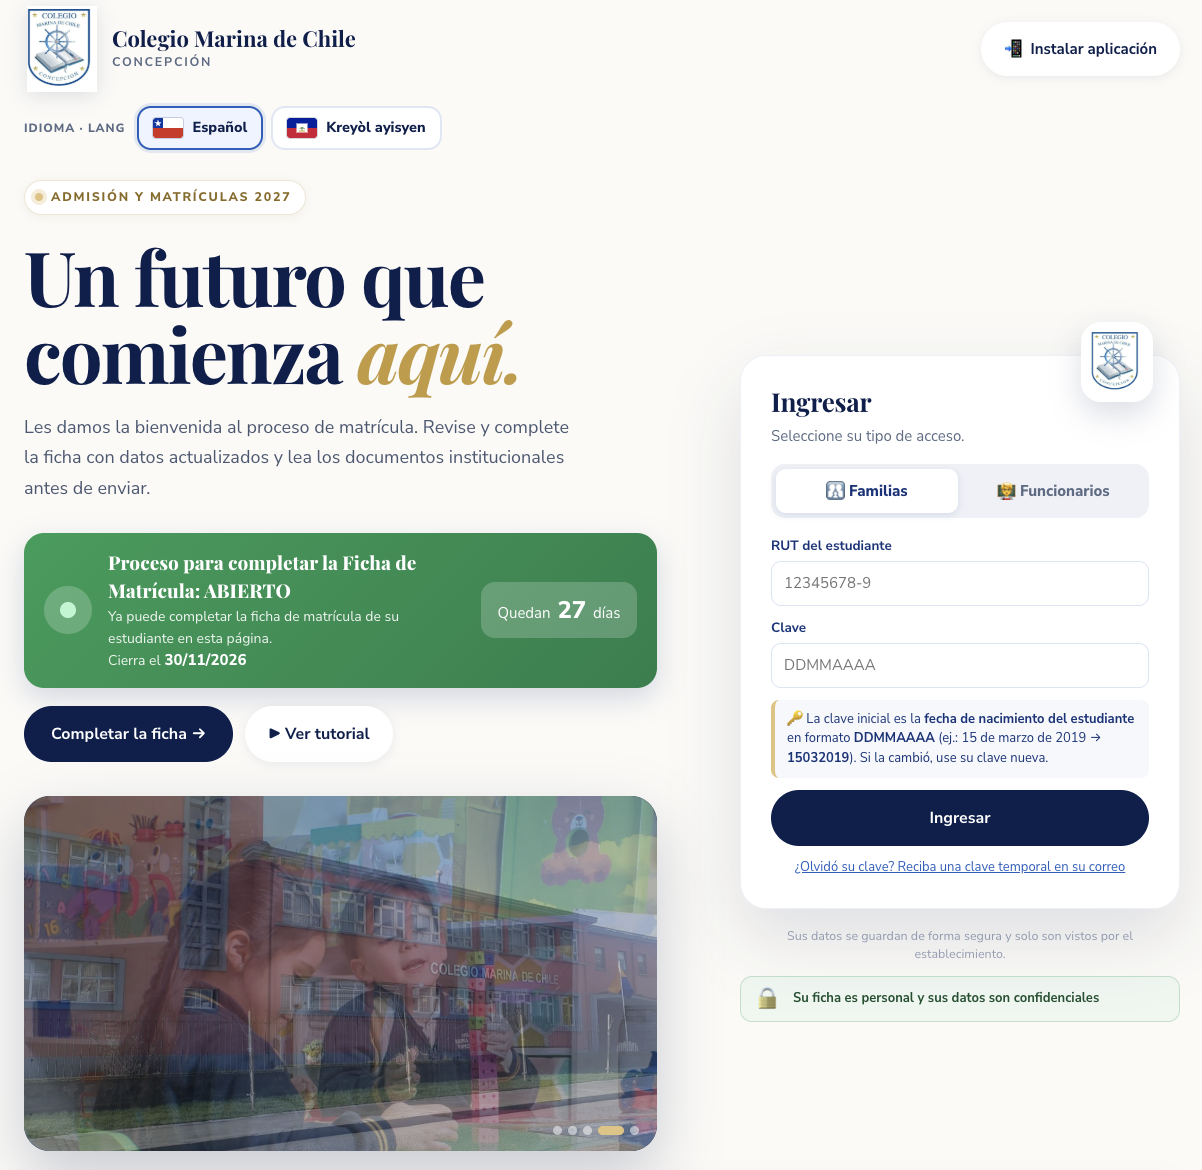 COLEGIO
MARINA DE CHILE
CONCEPCION
Colegio Marina de Chile
CONCEPCIÓN
📲 Instalar aplicación
IDIOMA · LANG
Español
Kreyòl ayisyen
ADMISIÓN Y MATRÍCULAS 2027
Un futuro que
comienza aquí.
Les damos la bienvenida al proceso de matrícula. Revise y complete
la ficha con datos actualizados y lea los documentos institucionales
antes de enviar.
Proceso para completar la Ficha de
Matrícula: ABIERTO
Ya puede completar la ficha de matrícula de su
estudiante en esta página.
Cierra el 30/11/2026
Quedan 27 días
Completar la ficha →
▶ Ver tutorial
COLEGIO MARINA DE CHILE
COLEGIO
MARINA DE CHILE
CONCEPCION
Ingresar
Seleccione su tipo de acceso.
Familias
Funcionarios
RUT del estudiante
12345678-9
Clave
DDMMAAAA
🔑 La clave inicial es la fecha de nacimiento del estudiante
en formato DDMMAAAA (ej.: 15 de marzo de 2019 →
15032019). Si la cambió, use su clave nueva.
Ingresar
¿Olvidó su clave? Reciba una clave temporal en su correo
Sus datos se guardan de forma segura y solo son vistos por el
establecimiento.
🔒 Su ficha es personal y sus datos son confidenciales